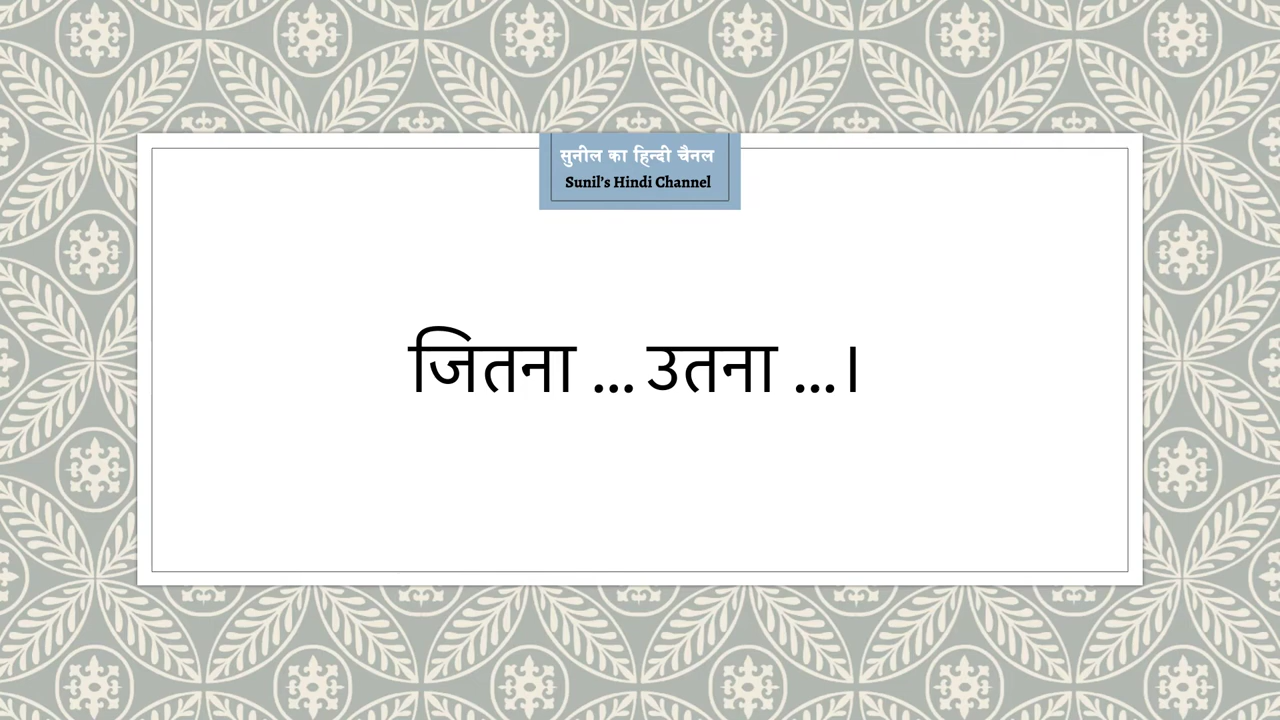 सुनील का हिन्दी चैनल
Sunil's Hindi Channel
जितना ... उतना ...।